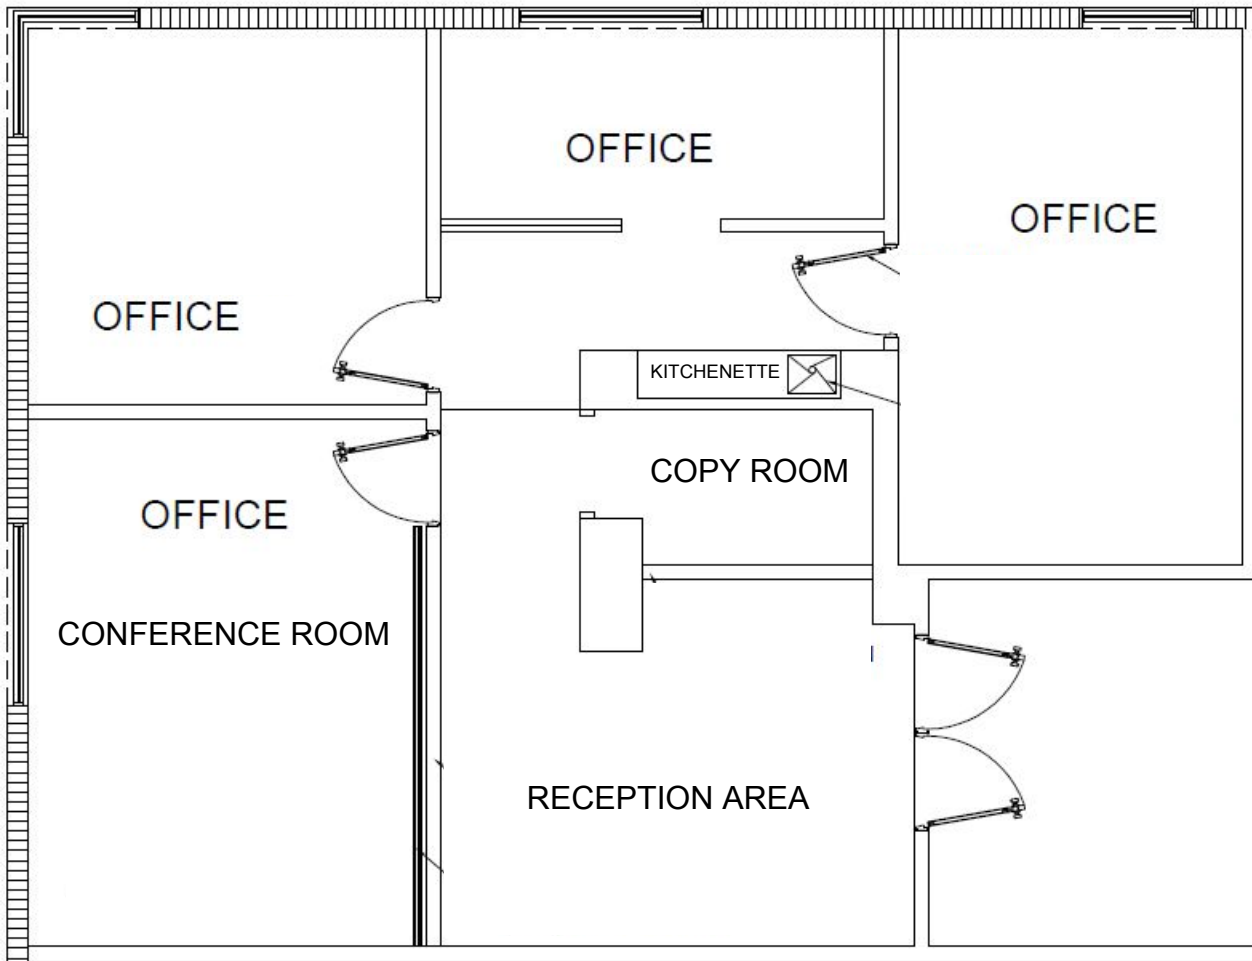 OFFICE
OFFICE
OFFICE
KITCHENETTE
COPY ROOM
OFFICE
CONFERENCE ROOM
RECEPTION AREA